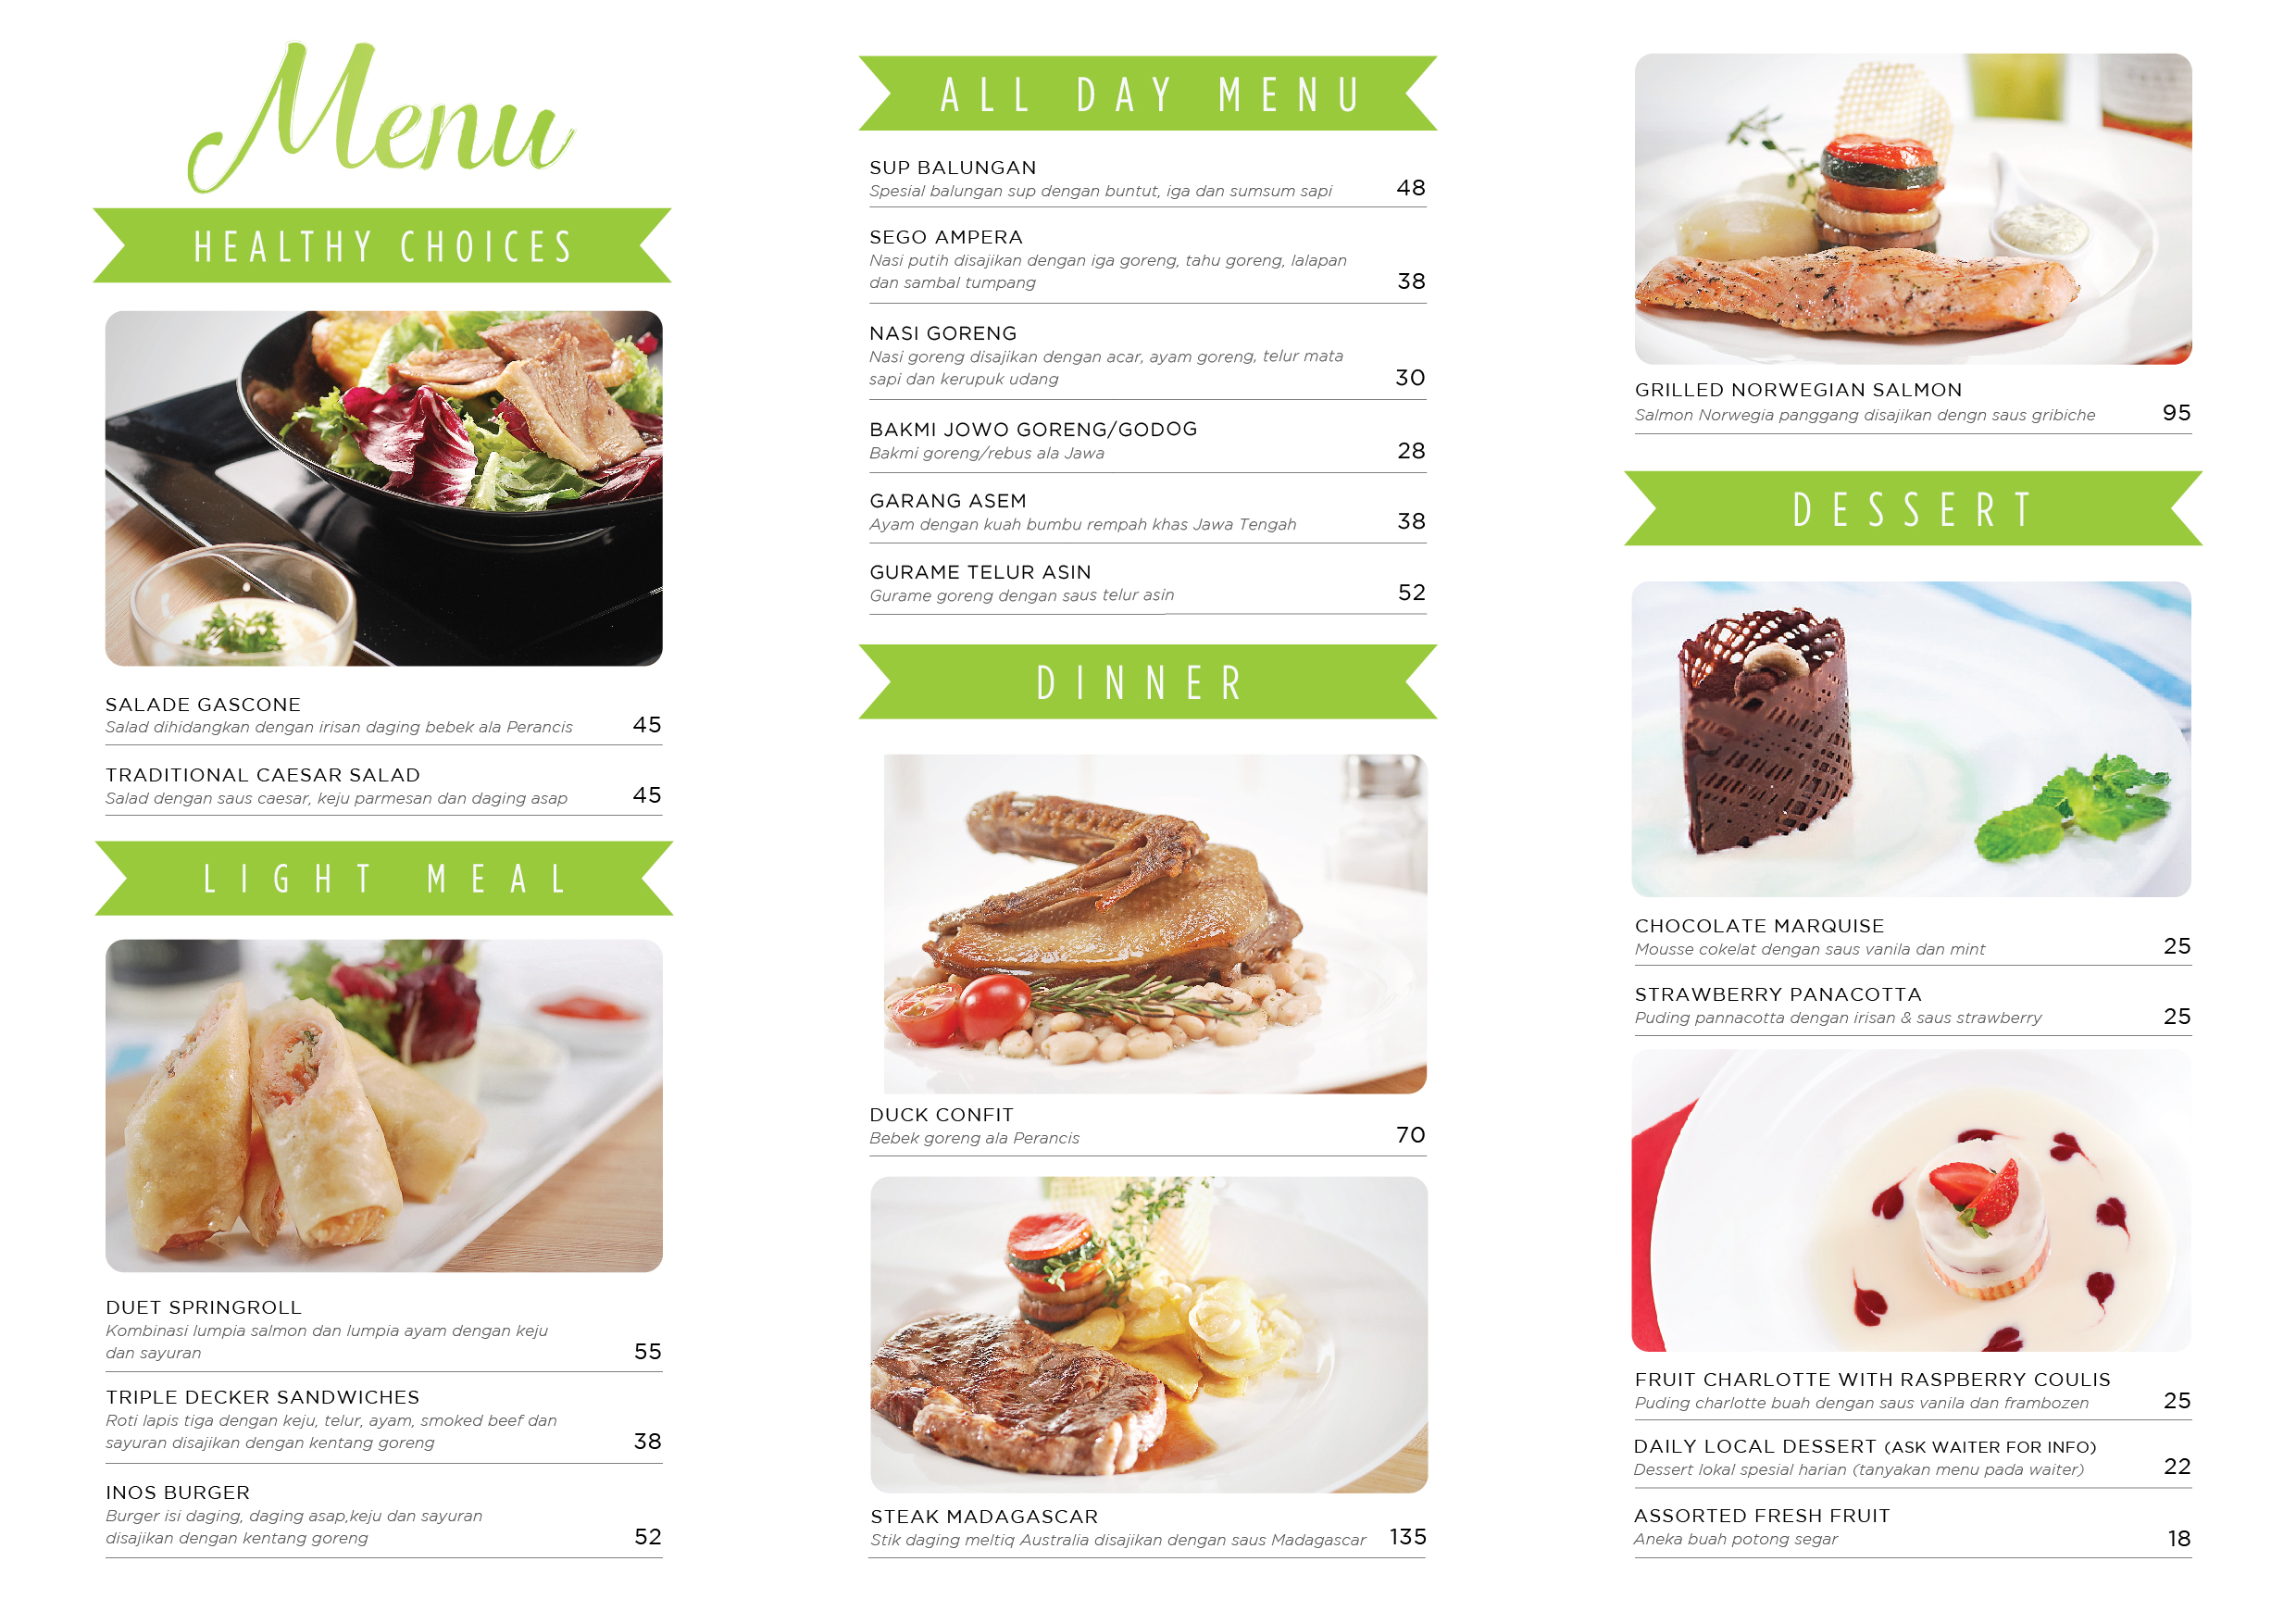 Menu
HEALTHY CHOICES
SALADE GASCONE
Salad dihidangkan dengan irisan daging bebek ala Perancis 45
TRADITIONAL CAESAR SALAD
Salad dengan saus caesar, keju parmesan dan daging asap 45
LIGHT MEAL
DUET SPRINGROLL
Kombinasi lumpia salmon dan lumpia ayam dengan keju
dan sayuran 55
TRIPLE DECKER SANDWICHES
Roti lapis tiga dengan keju, telur, ayam, smoked beef dan
sayuran disajikan dengan kentang goreng 38
INOS BURGER
Burger isi daging, daging asap,keju dan sayuran
disajikan dengan kentang goreng 52
ALL DAY MENU
SUP BALUNGAN
Spesial balungan sup dengan buntut, iga dan sumsum sapi 48
SEGO AMPERA
Nasi putih disajikan dengan iga goreng, tahu goreng, lalapan
dan sambal tumpang 38
NASI GORENG
Nasi goreng disajikan dengan acar, ayam goreng, telur mata
sapi dan kerupuk udang 30
BAKMI JOWO GORENG/GODOG
Bakmi goreng/rebus ala Jawa 28
GARANG ASEM
Ayam dengan kuah bumbu rempah khas Jawa Tengah 38
GURAME TELUR ASIN
Gurame goreng dengan saus telur asin 52
DINNER
DUCK CONFIT
Bebek goreng ala Perancis 70
STEAK MADAGASCAR
Stik daging meltiq Australia disajikan dengan saus Madagascar 135
GRILLED NORWEGIAN SALMON
Salmon Norwegia panggang disajikan dengn saus gribiche 95
DESSERT
CHOCOLATE MARQUISE
Mousse cokelat dengan saus vanila dan mint 25
STRAWBERRY PANACOTTA
Puding pannacotta dengan irisan & saus strawberry 25
FRUIT CHARLOTTE WITH RASPBERRY COULIS
Puding charlotte buah dengan saus vanila dan frambozen 25
DAILY LOCAL DESSERT (ASK WAITER FOR INFO)
Dessert lokal spesial harian (tanyakan menu pada waiter) 22
ASSORTED FRESH FRUIT
Aneka buah potong segar 18